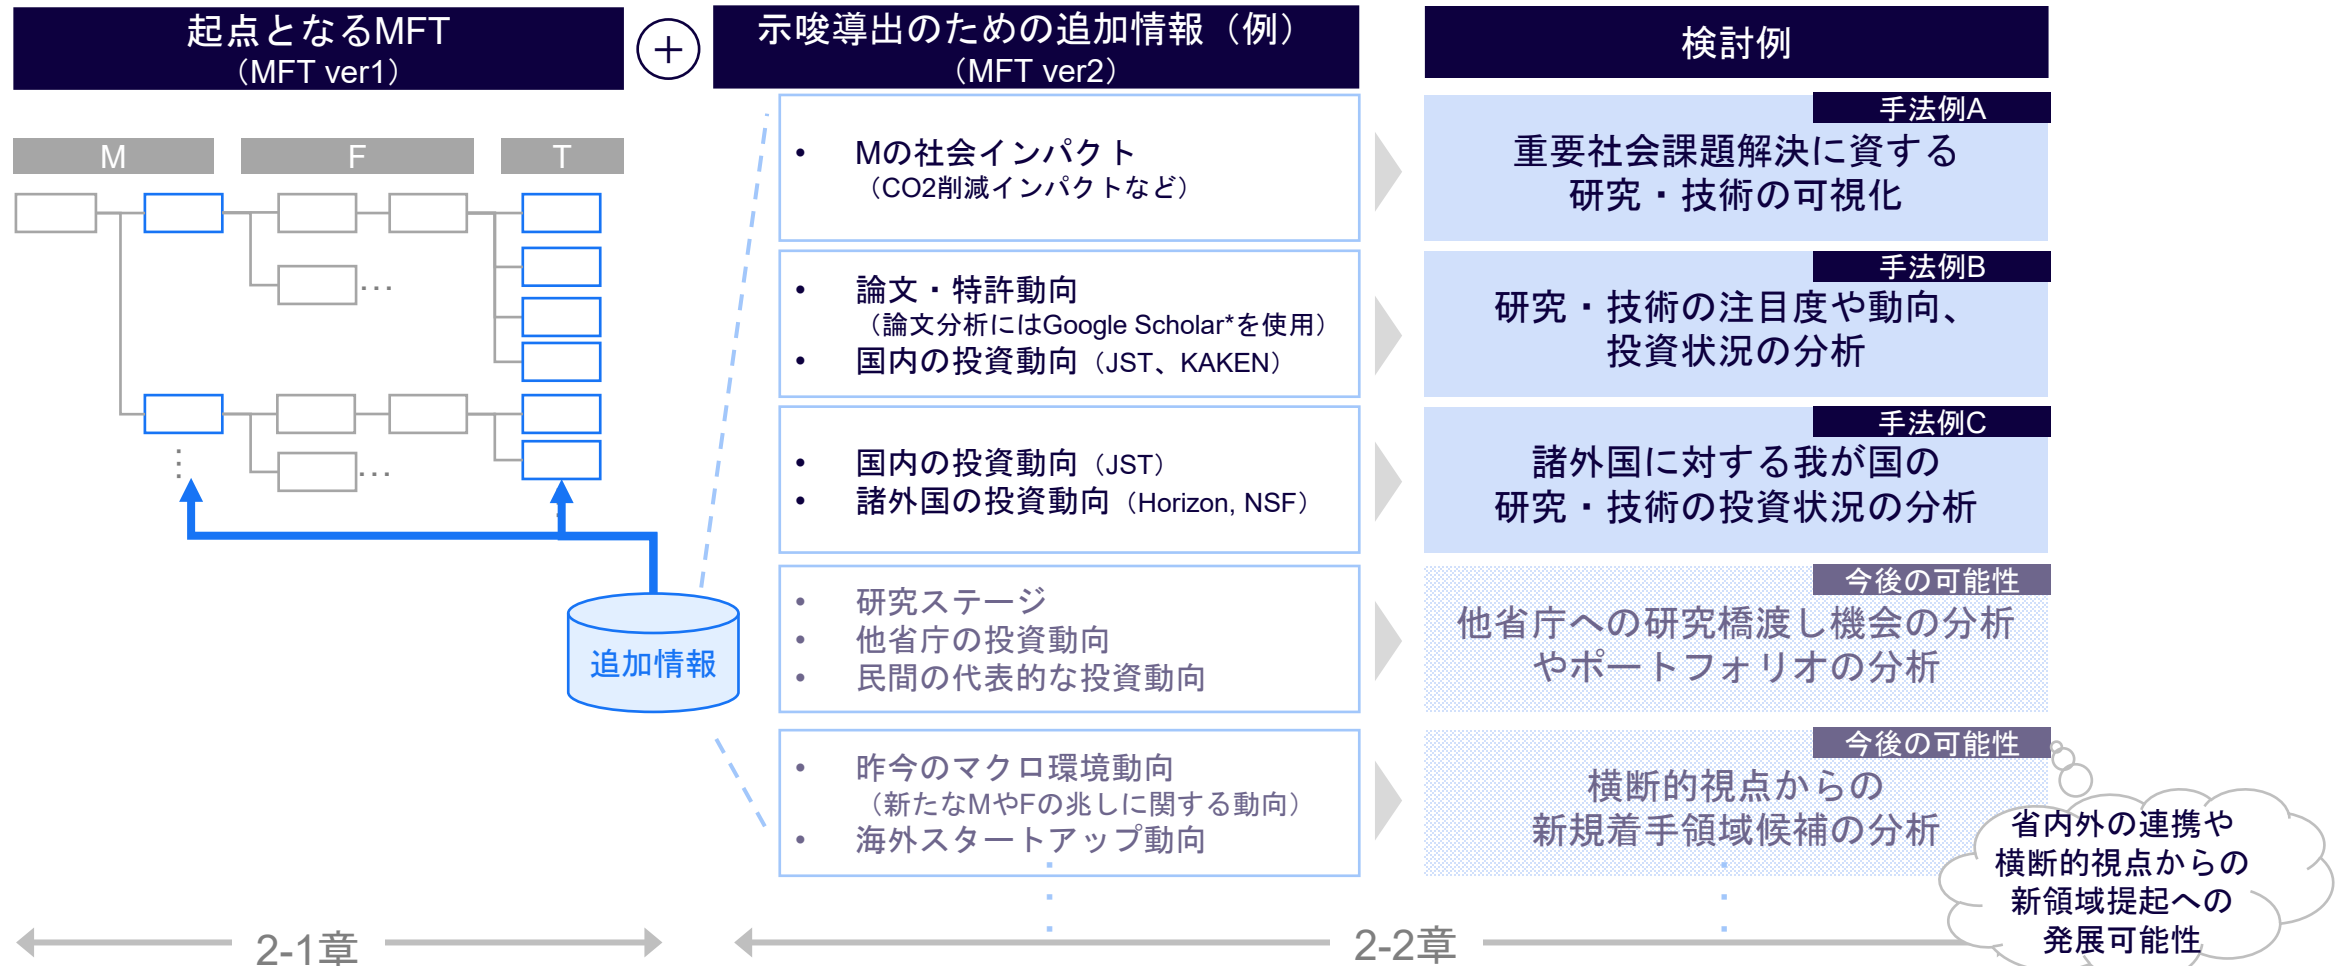 起点となるMFT
（MFT ver1）
＋
示唆導出のための追加情報（例）
（MFT ver2）
検討例
M
F
T
…
…
…
追加情報
• Mの社会インパクト
（CO2削減インパクトなど）
手法例A
重要社会課題解決に資する
研究・技術の可視化
• 論文・特許動向
（論文分析にはGoogle Scholar*を使用）
• 国内の投資動向（JST、KAKEN）
手法例B
研究・技術の注目度や動向、
投資状況の分析
• 国内の投資動向（JST）
• 諸外国の投資動向（Horizon, NSF）
手法例C
諸外国に対する我が国の
研究・技術の投資状況の分析
• 研究ステージ
• 他省庁の投資動向
• 民間の代表的な投資動向
今後の可能性
他省庁への研究橋渡し機会の分析
やポートフォリオの分析
• 昨今のマクロ環境動向
（新たなMやFの兆しに関する動向）
• 海外スタートアップ動向
今後の可能性
横断的視点からの
新規着手領域候補の分析
省内外の連携や
横断的視点からの
新領域提起への
発展可能性
2-1章
2-2章